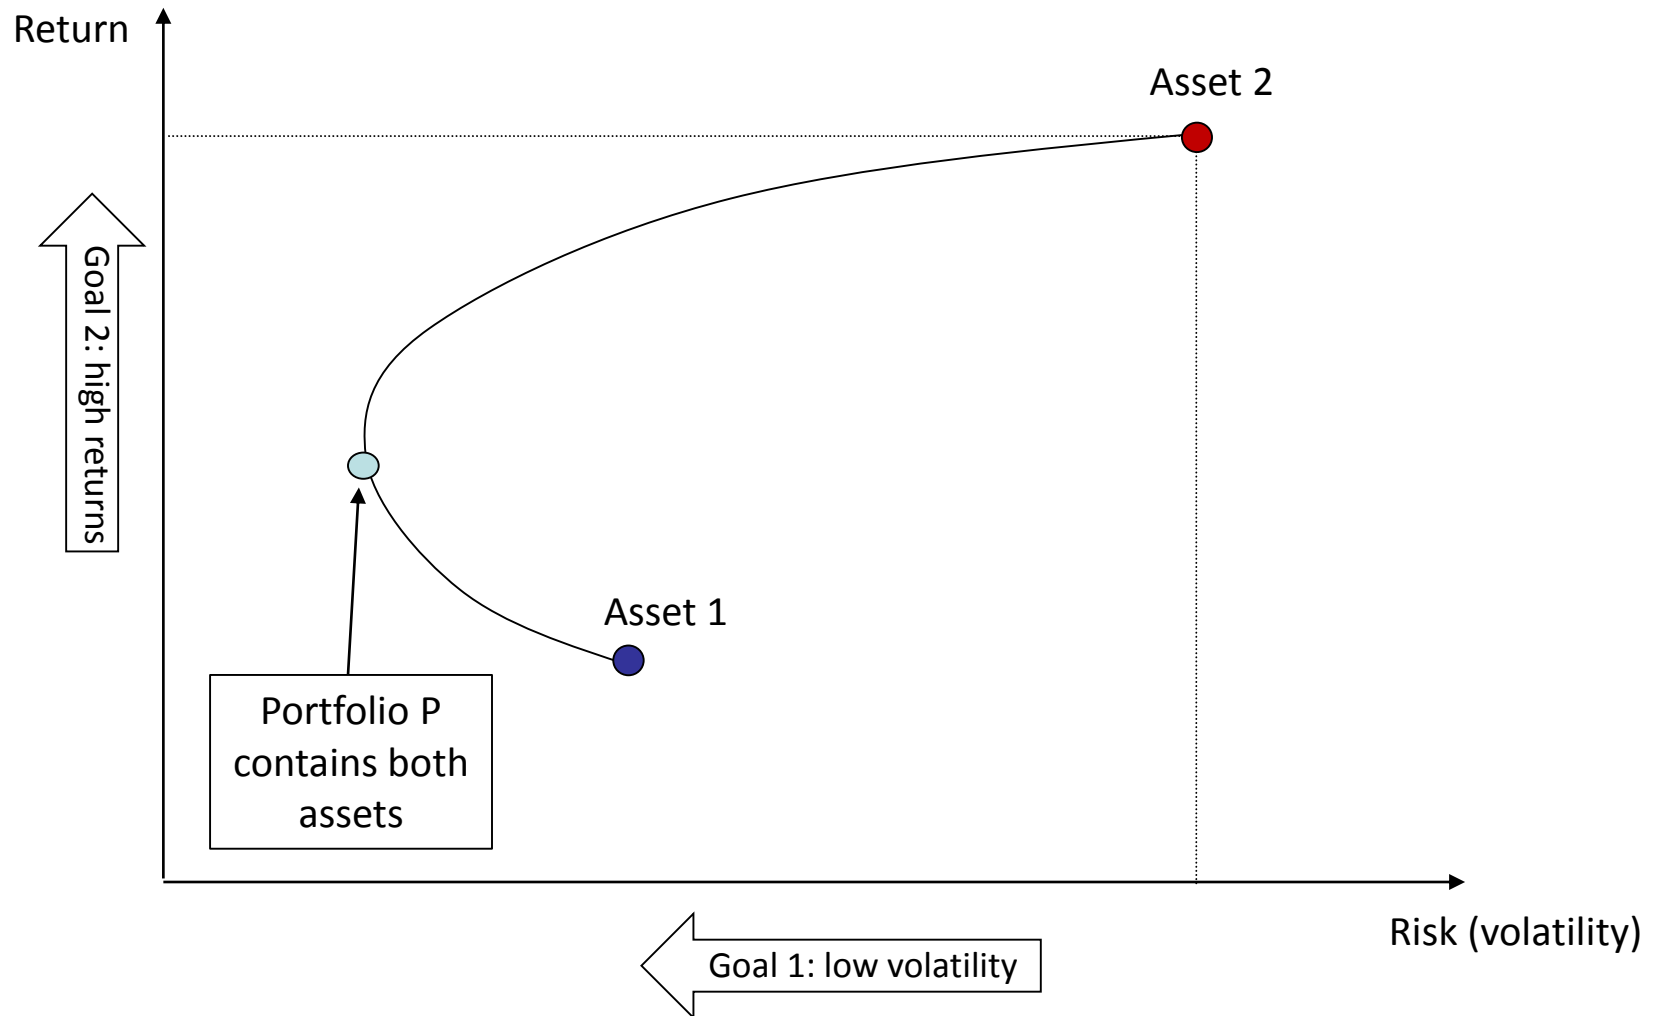 Return
Asset 2
Goal 2: high returns
Asset 1
Portfolio P
contains both
assets
Risk (volatility)
Goal 1: low volatility